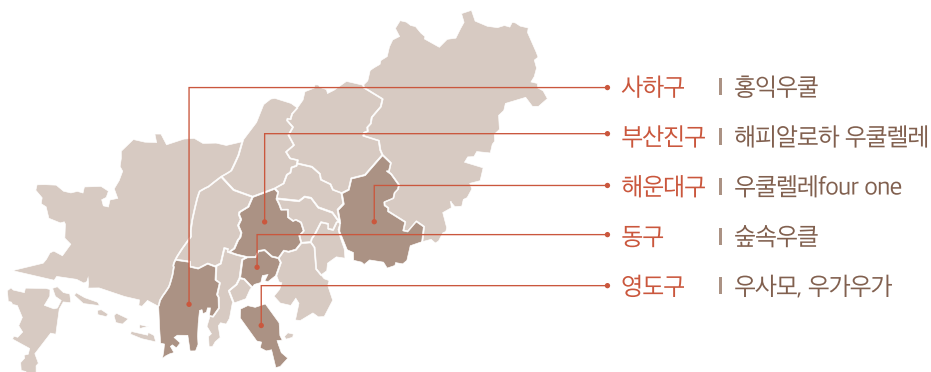 사하구 | 홍익우쿨
부산진구 | 해피알로하 우쿨렐레
해운대구 | 우쿨렐레four one
동구 | 숲속우쿨
영도구 | 우사모, 우가우가